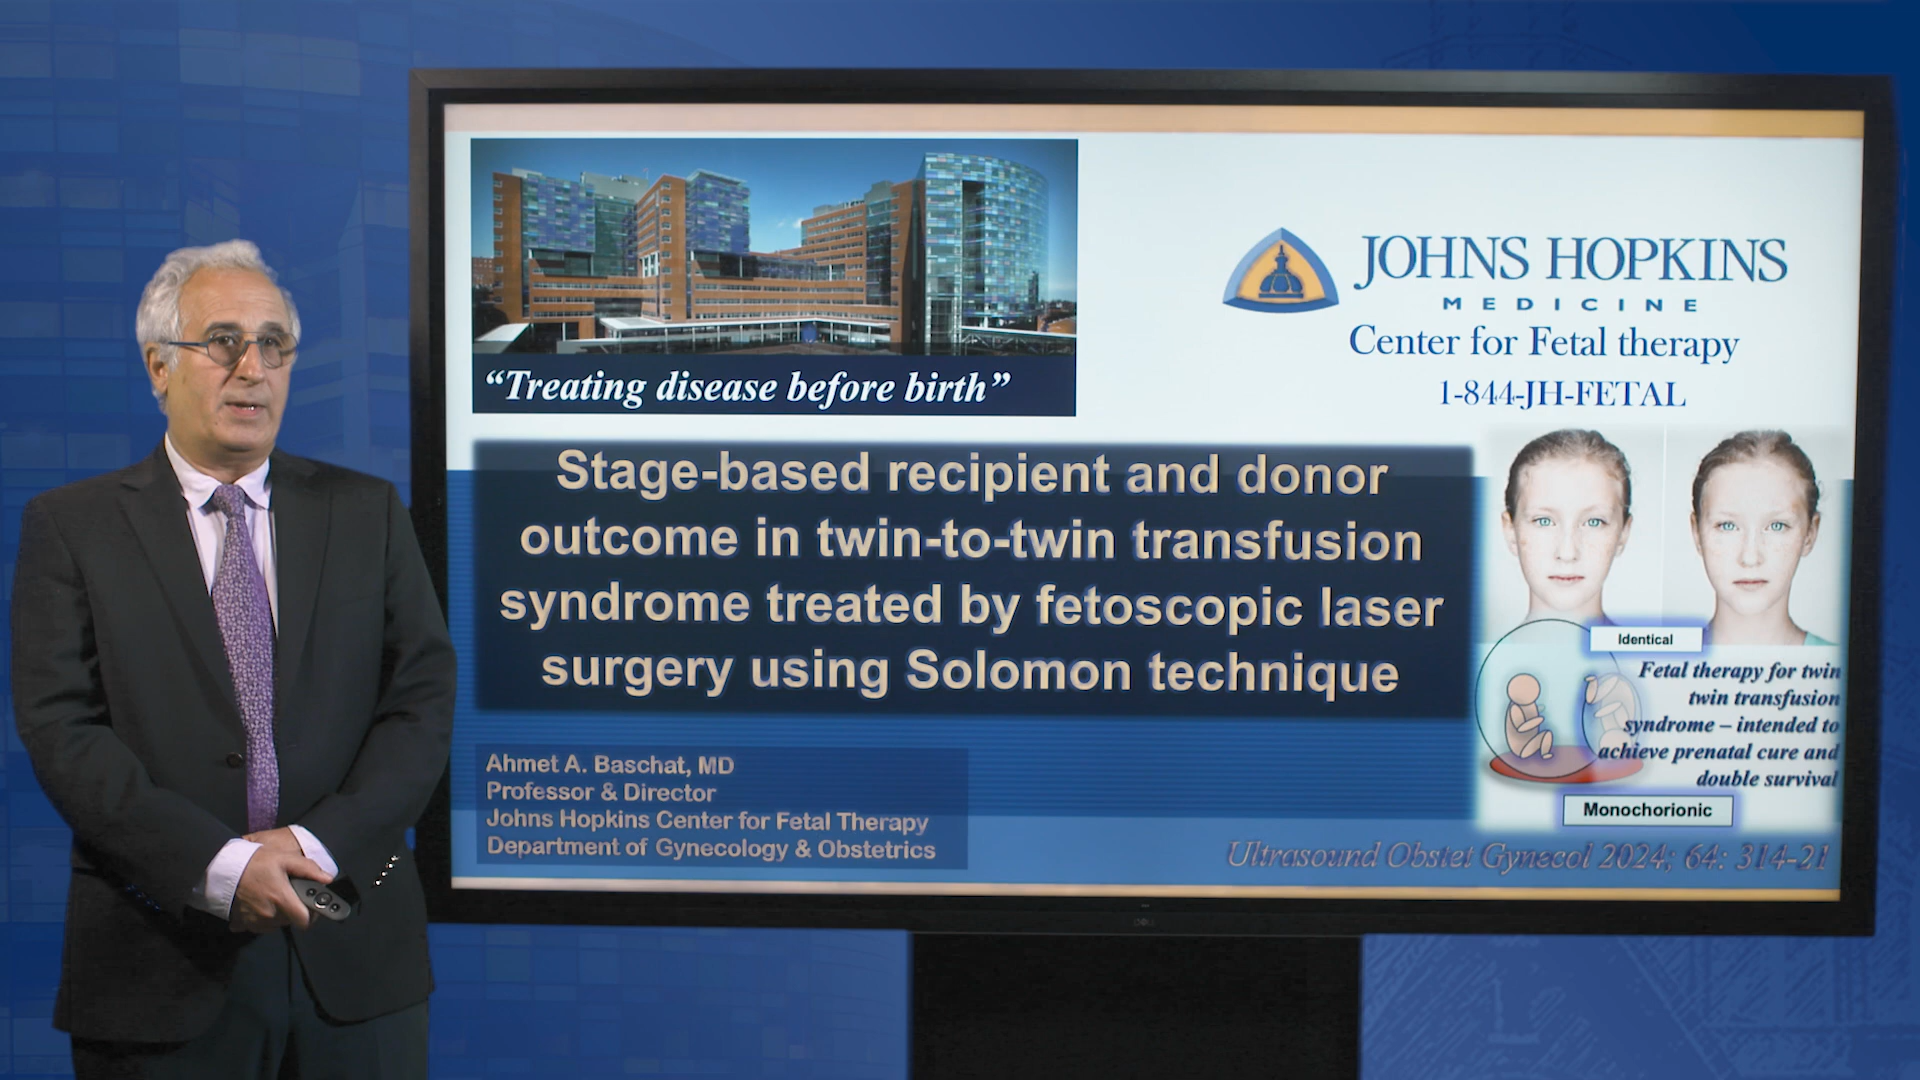 “Treating disease before birth”
JOHNS HOPKINS
MEDICINE
Center for Fetal therapy
1-844-JH-FETAL
Stage-based recipient and donor
outcome in twin-to-twin transfusion
syndrome treated by fetoscopic laser
surgery using Solomon technique
Identical
Fetal therapy for twin
twin transfusion
syndrome – intended to
achieve prenatal cure and
double survival
Monochorionic
Ahmet A. Baschat, MD
Professor & Director
Johns Hopkins Center for Fetal Therapy
Department of Gynecology & Obstetrics
Ultrasound Obstet Gynecol 2024; 64: 314-21
DELL